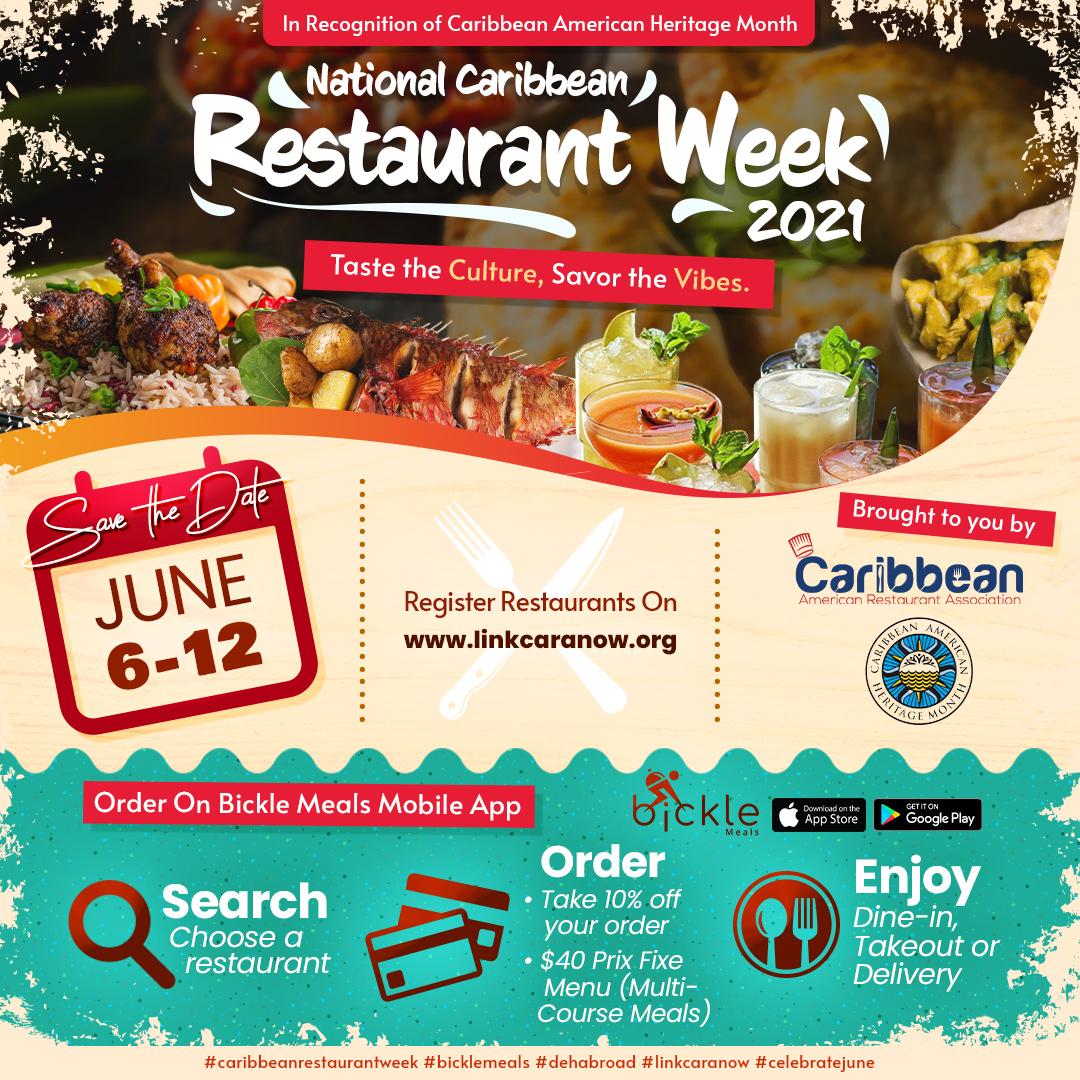 In Recognition of Caribbean American Heritage Month
National Caribbean
Restaurant Week
2021
Taste the Culture, Savor the Vibes.
Save the Date
JUNE
6-12
Register Restaurants On
www.linkcaranow.org
Brought to you by
Caribbean
American Restaurant Association
CARIBBEAN AMERICAN
HERITAGE MONTH
Order On Bickle Meals Mobile App
bickle
Meals
Download on the
App Store
GET IT ON
Google Play
Search
Choose a
restaurant
Order
• Take 10% off
your order
• $40 Prix Fixe
Menu (Multi-
Course Meals)
Enjoy
Dine-in,
Takeout or
Delivery
#caribbeanrestaurantweek #bicklemeals #dehabroad #linkcaranow #celebratejune